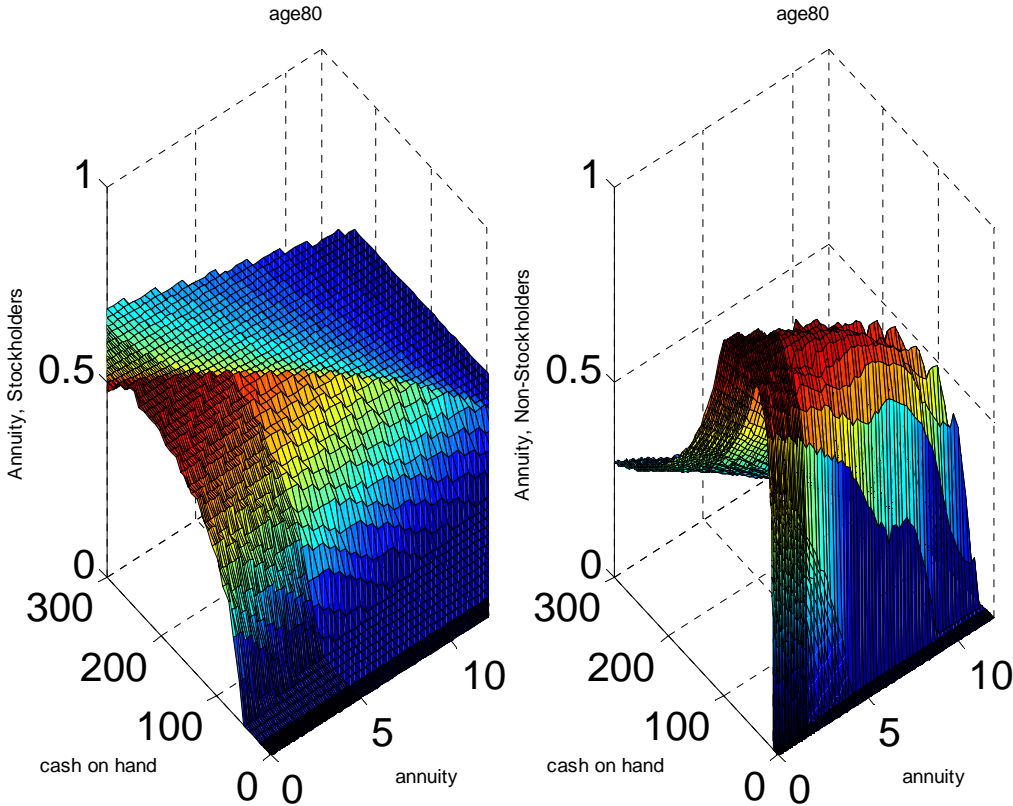 age80
1
0.5
0
300
200
100
0
0
5
10
Annuity, Stockholders
cash on hand
annuity
age80
1
0.5
0
300
200
100
0
0
5
10
Annuity, Non-Stockholders
cash on hand
annuity